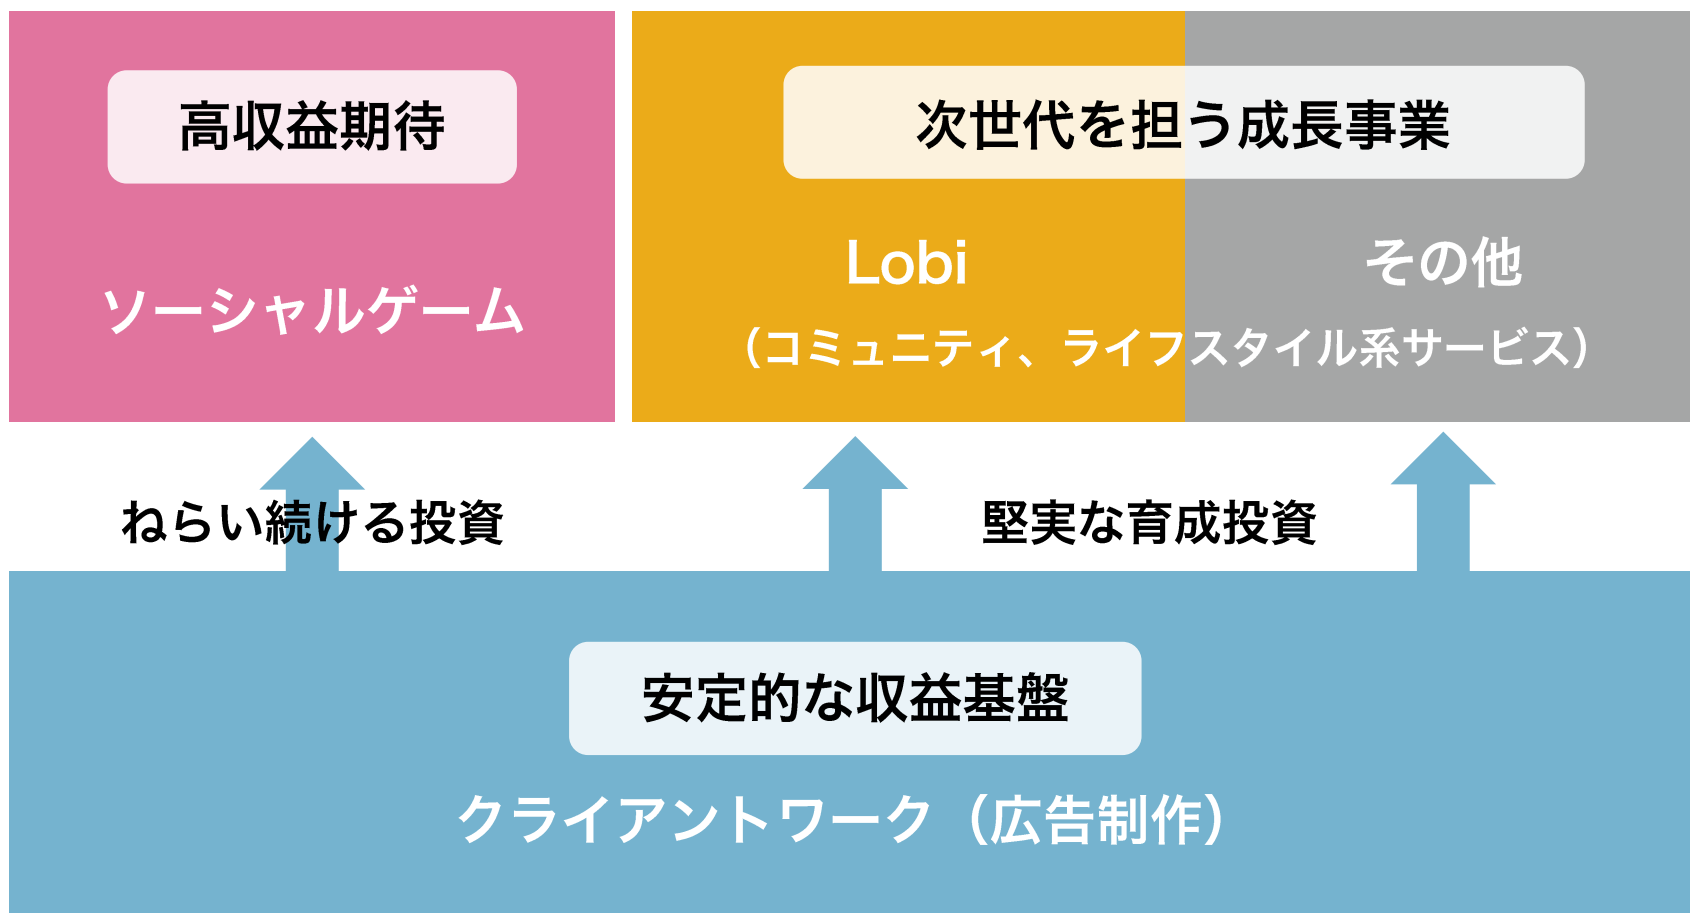 高収益期待
ソーシャルゲーム
次世代を担う成長事業
Lobi
その他
（コミュニティ、ライフスタイル系サービス）
ねらい続ける投資
堅実な育成投資
安定的な収益基盤
クライアントワーク（広告制作）